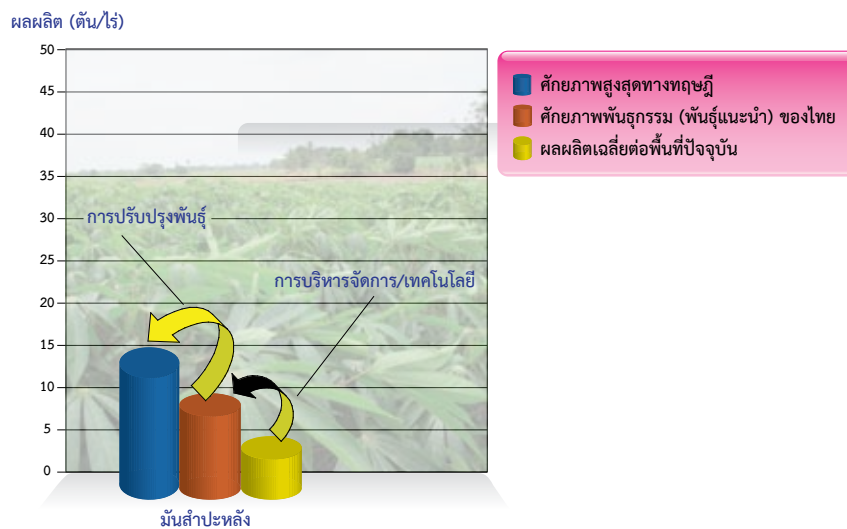 ผลผลิต (ตัน/ไร่)
50
45
40
35
30
25
20
15
10
5
0
การปรับปรุงพันธุ์
การบริหารจัดการ/เทคโนโลยี
มันสำปะหลัง
ศักยภาพสูงสุดทางทฤษฎี
ศักยภาพพันธุกรรม (พันธุ์แนะนำ) ของไทย
ผลผลิตเฉลี่ยต่อพื้นที่ปัจจุบัน